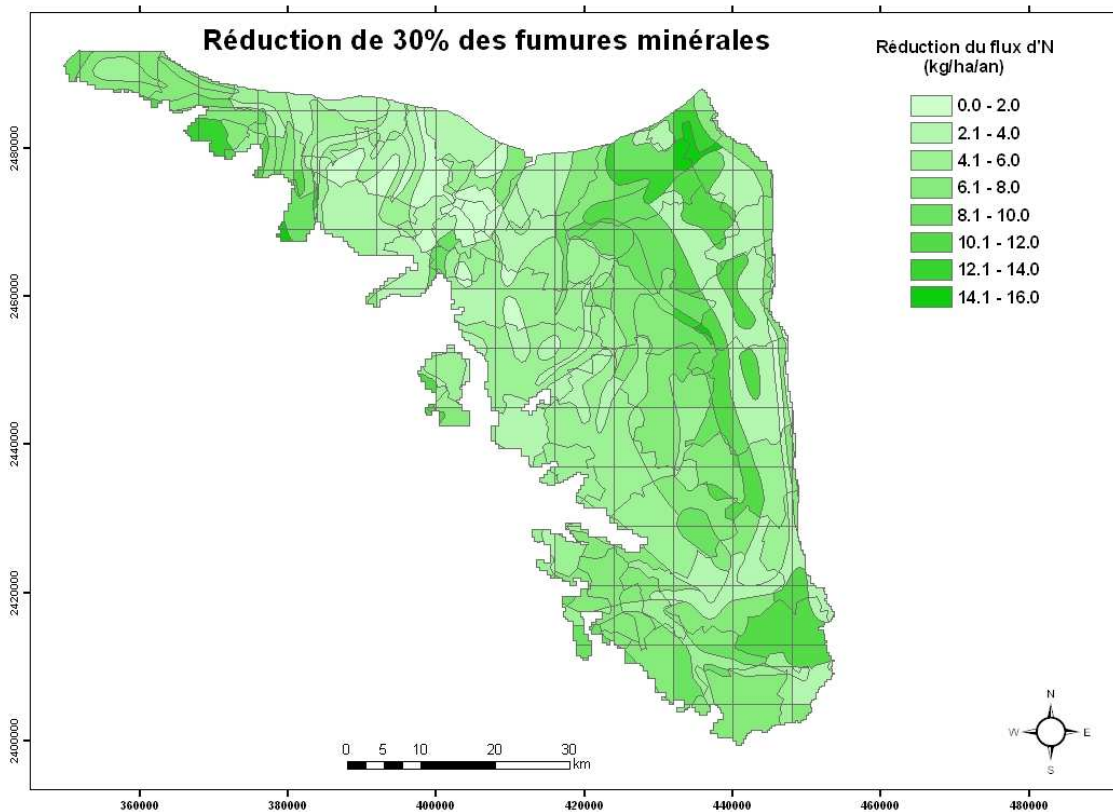 Réduction de 30% des fumures minérales
Réduction du flux d'N
(kg/ha/an)
0.0 - 2.0
2.1 - 4.0
4.1 - 6.0
6.1 - 8.0
8.1 - 10.0
10.1 - 12.0
12.1 - 14.0
14.1 - 16.0
2480000
2460000
2440000
2420000
2400000
0 5 10 20 30
km
N
W E
S
360000 380000 400000 420000 440000 460000 480000